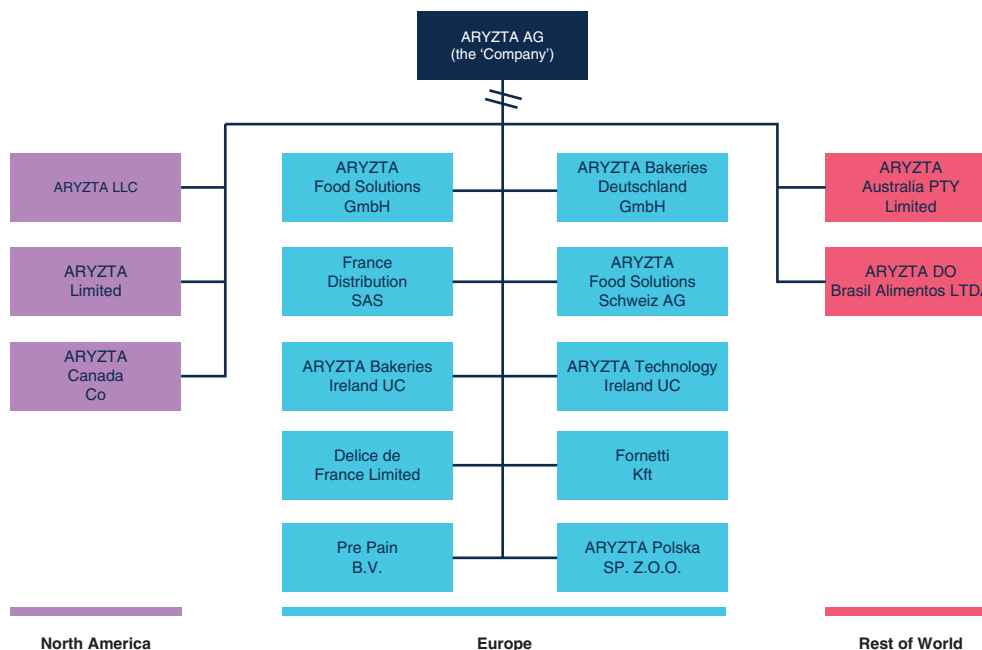 ARYZTA AG
(the ‘Company’)
ARYZTA LLC
ARYZTA
Limited
ARYZTA
Canada
Co
ARYZTA
Food Solutions
GmbH
ARYZTA Bakeries
Deutschland
GmbH
France
Distribution
SAS
ARYZTA
Food Solutions
Schweiz AG
ARYZTA Bakeries
Ireland UC
ARYZTA Technology
Ireland UC
Delice de
France Limited
Fornetti
Kft
Pre Pain
B.V.
ARYZTA Polska
SP. Z.O.O.
ARYZTA
Australia PTY
Limited
ARYZTA DO
Brasil Alimentos LTDA
North America
Europe
Rest of World